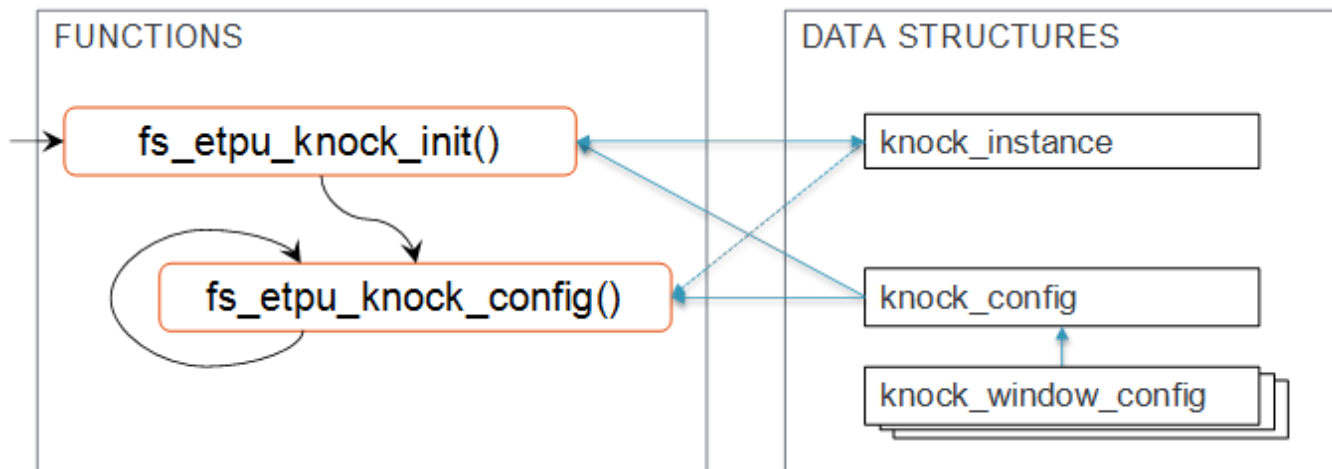 FUNCTIONS
fs_etpu_knock_init()
fs_etpu_knock_config()
DATA STRUCTURES
knock_instance
knock_config
knock_window_config